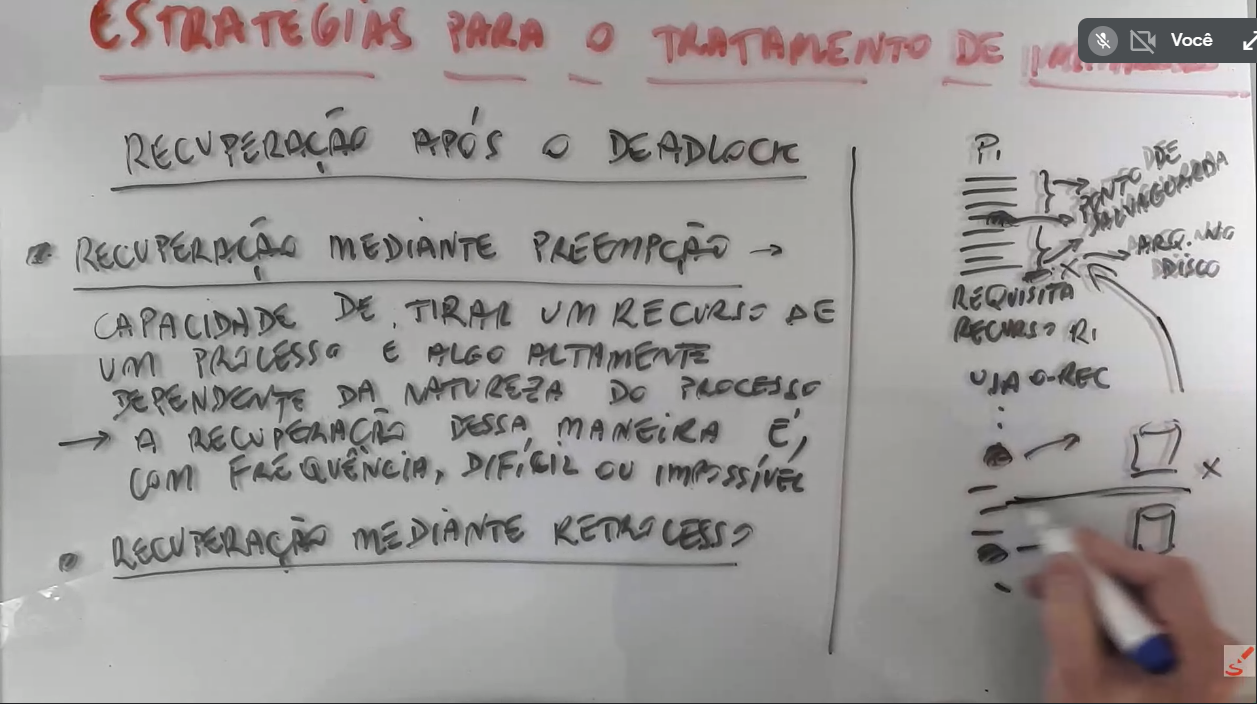 ESTRATÉGIAS PARA O TRATAMENTO DE
Você
RECUPERAÇÃO APÓS O DEADLOCK
• RECUPERAÇÃO MEDIANTE PREEMPÇÃO →
CAPACIDADE DE TIRAR UM RECURSO DE
UM PROCESSO E ALGO ALTAMENTE
DEPENDENTE DA NATUREZA DO PROCESSO
→ A RECUPERAÇÃO DESSA MANEIRA É,
COM FREQUÊNCIA, DIFÍCIL OU IMPOSSÍVEL
• RECUPERAÇÃO MEDIANTE RETROCESSO
P1
PONTO DE
SALVAGUARDA
ARQ. NO
DISCO
X
REQUISITA
RECURSO R1
USA O REC
X